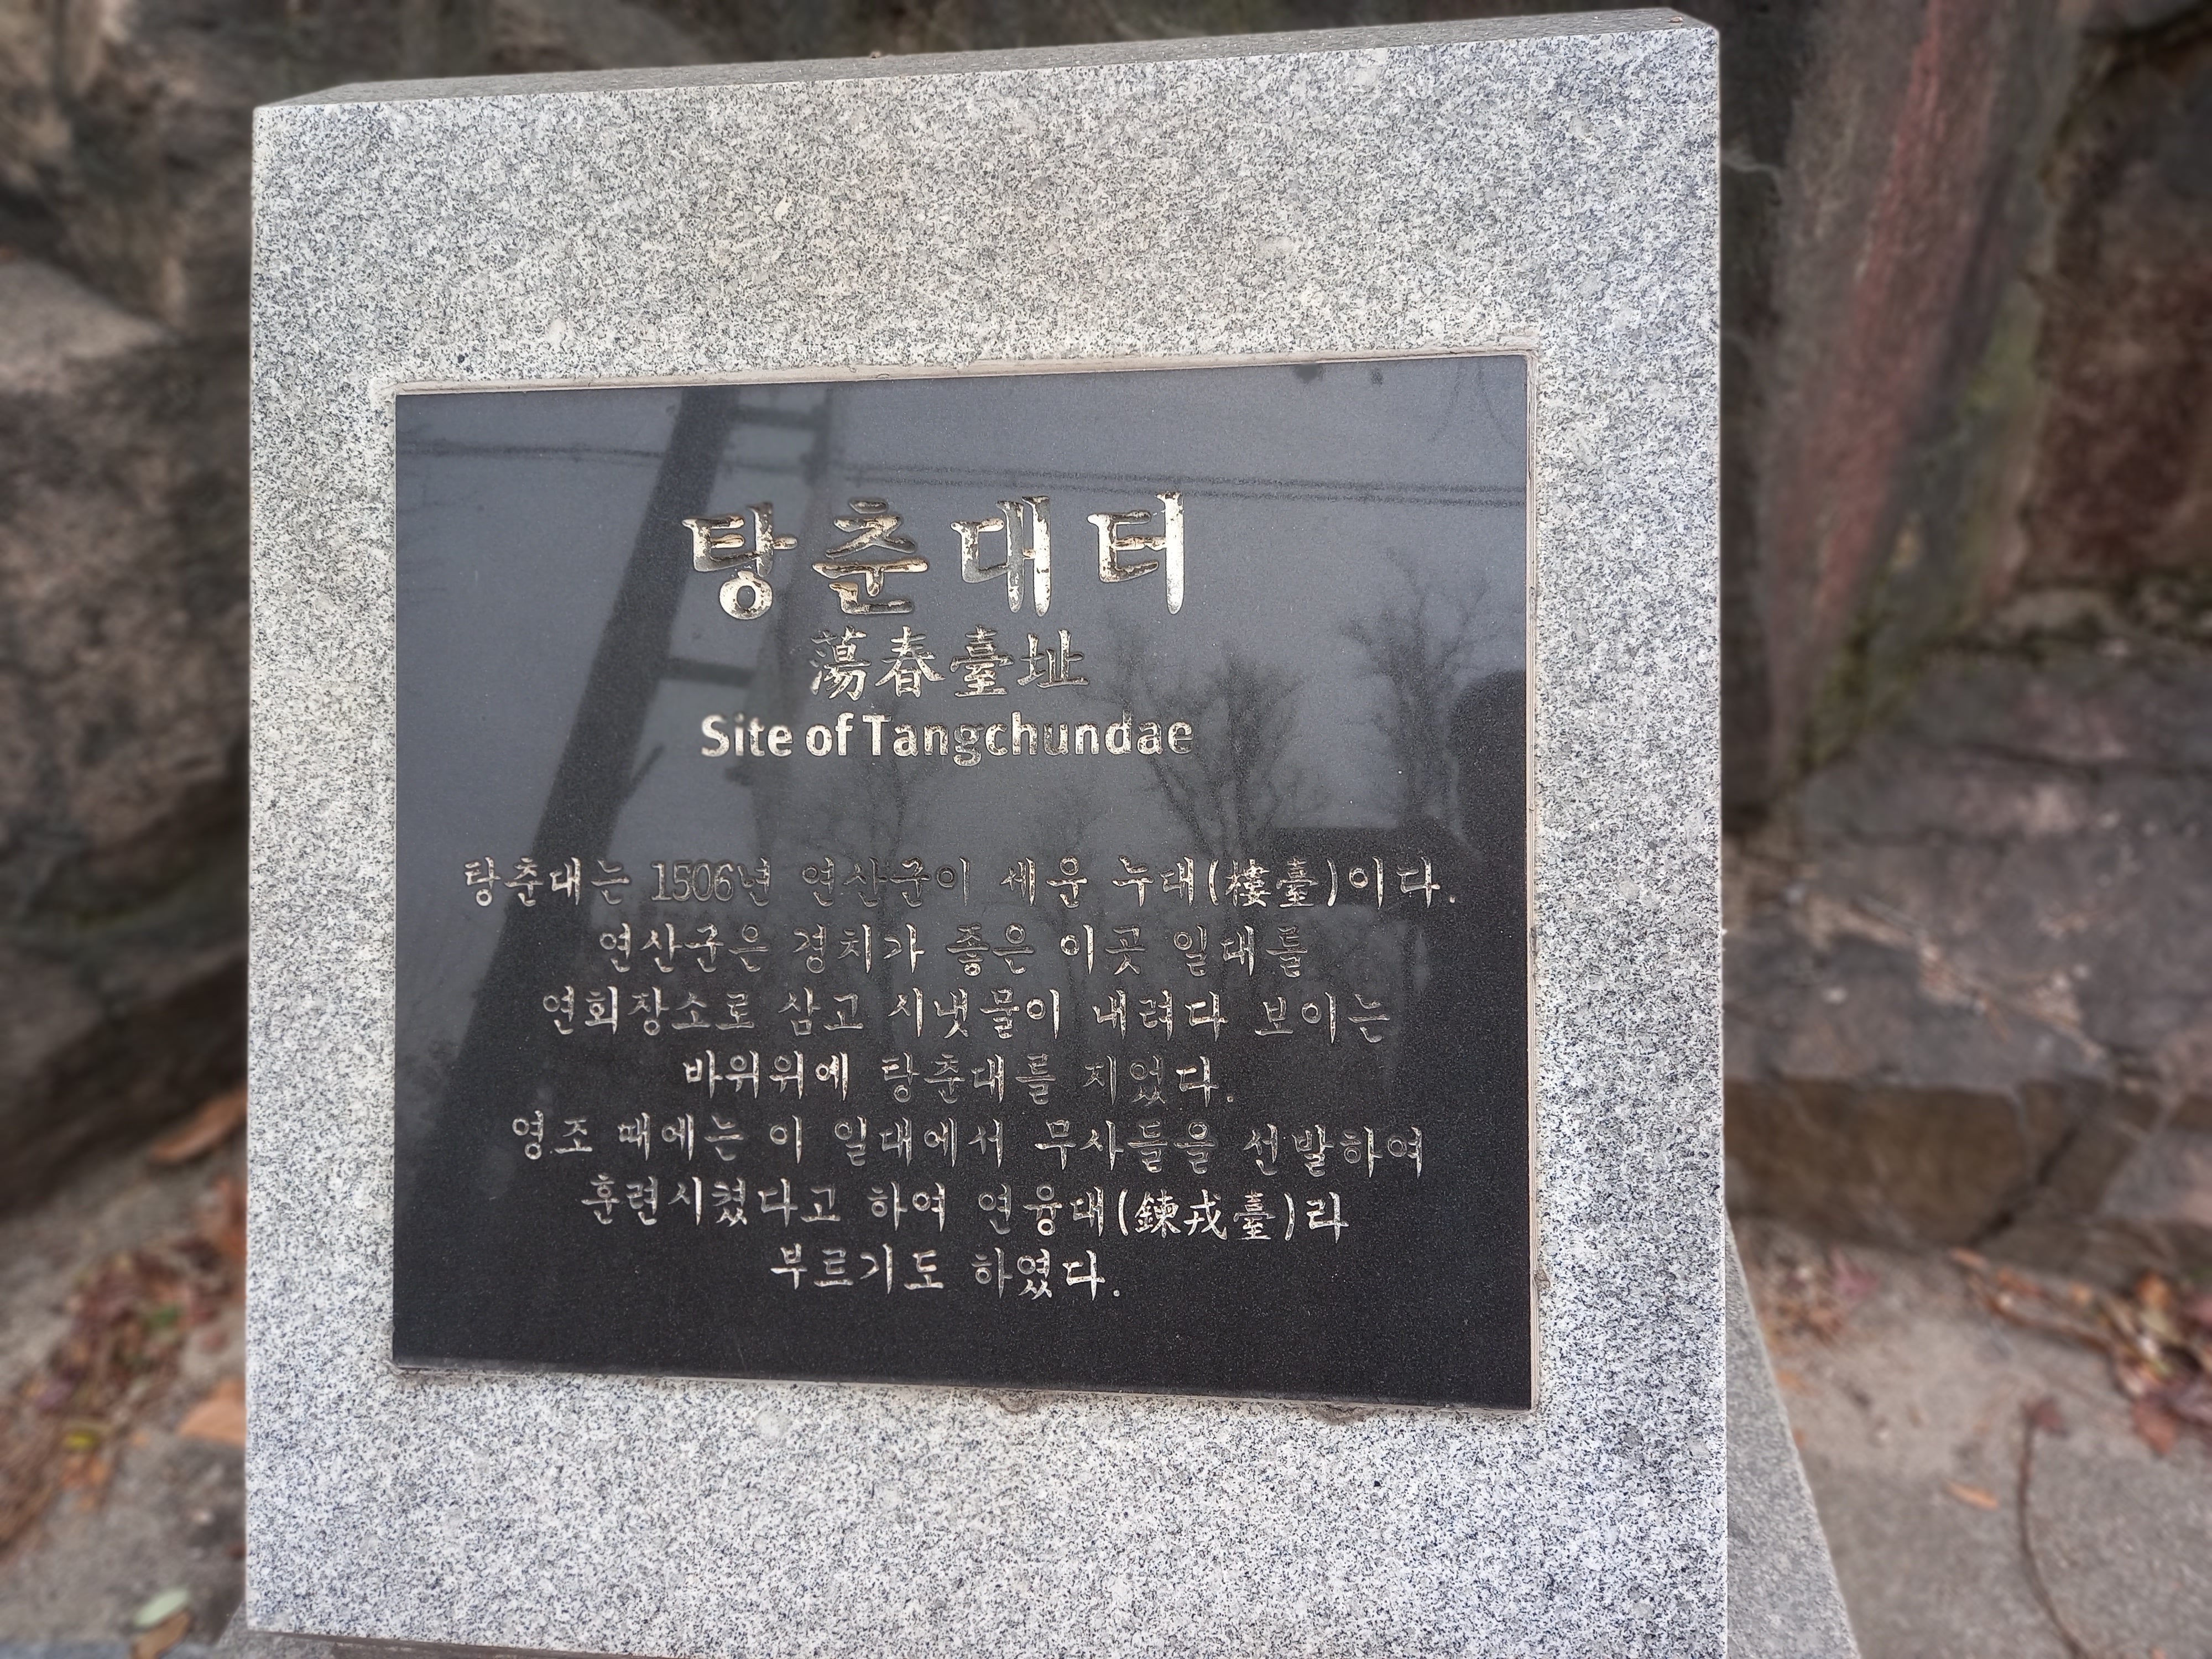 탕춘대터
蕩春臺址
Site of Tangchundae
탕춘대는 1506년 연산군이 세운 누대(樓臺)이다.
연산군은 경치가 좋은 이곳 일대를
연회장소로 삼고 시냇물이 내려다 보이는
바위위에 탕춘대를 지었다.
영조 때에는 이 일대에서 무사들을 선발하여
훈련시켰다고 하여 연융대(鍊戎臺)라
부르기도 하였다.